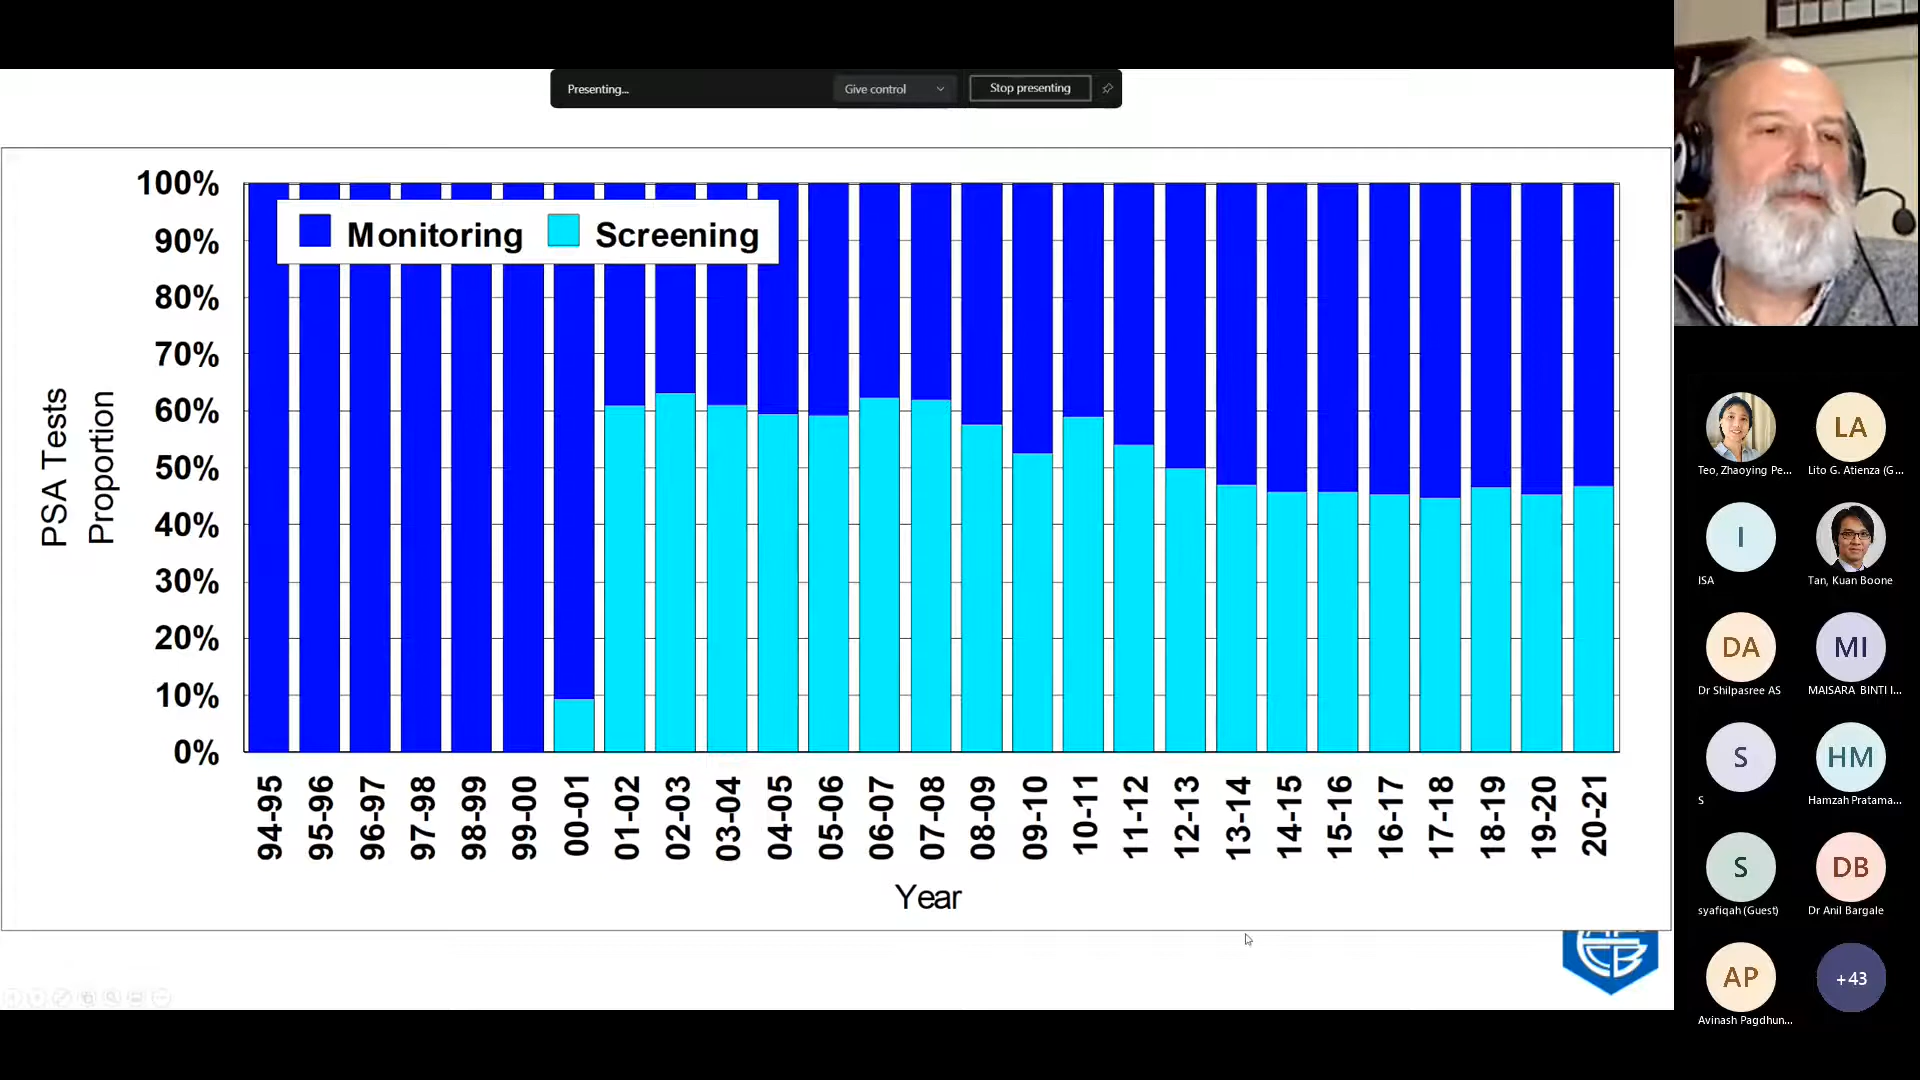 Presenting...
Give control
Stop presenting
100%
90%
80%
70%
60%
50%
40%
30%
20%
10%
0%
Monitoring
Screening
PSA Tests
Proportion
94-95
95-96
96-97
97-98
98-99
99-00
00-01
01-02
02-03
03-04
04-05
05-06
06-07
07-08
08-09
09-10
10-11
11-12
12-13
13-14
14-15
15-16
16-17
17-18
18-19
19-20
20-21
Year
CB
Teo, Zhaoying Pe...
LA
Lito G. Atienza (G...
I
ISA
Tan, Kuan Boone
DA
Dr Shilpasree AS
MI
MAISARA BINTI I...
S
S
HM
Hamzah Pratama...
S
syafiqah (Guest)
DB
Dr Anil Bargale
AP
Avinash Pagdhun...
+43